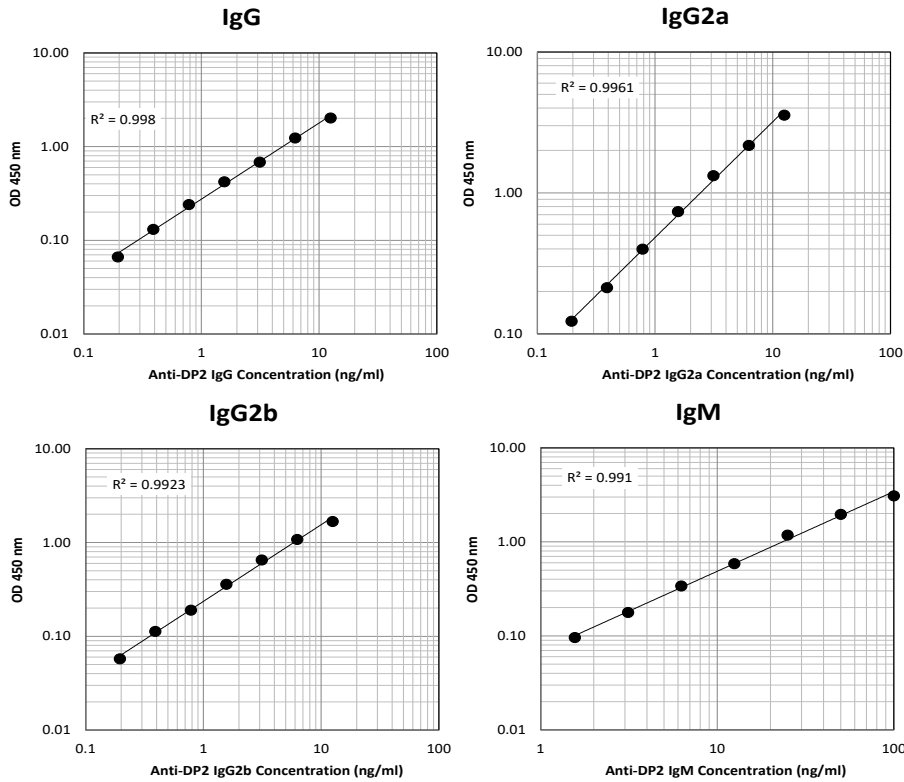 IgG
10.00
1.00
0.10
0.01
OD 450 nm
R² = 0.998
0.1 1 10 100
Anti-DP2 IgG Concentration (ng/ml)
IgG2a
10.00
1.00
0.10
OD 450 nm
R² = 0.9961
0.1 1 10 100
Anti-DP2 IgG2a Concentration (ng/ml)
IgG2b
10.00
1.00
0.10
0.01
OD 450 nm
R² = 0.9923
0.1 1 10 100
Anti-DP2 IgG2b Concentration (ng/ml)
IgM
10.00
1.00
0.10
0.01
OD 450 nm
R² = 0.991
1 10 100
Anti-DP2 IgM Concentration (ng/ml)